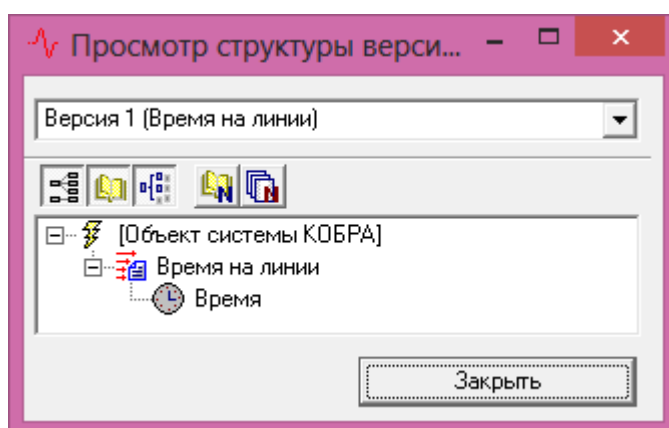 Просмотр структуры верси...
Версия 1 (Время на линии)
[Объект системы КОБРА]
Время на линии
Время
Закрыть